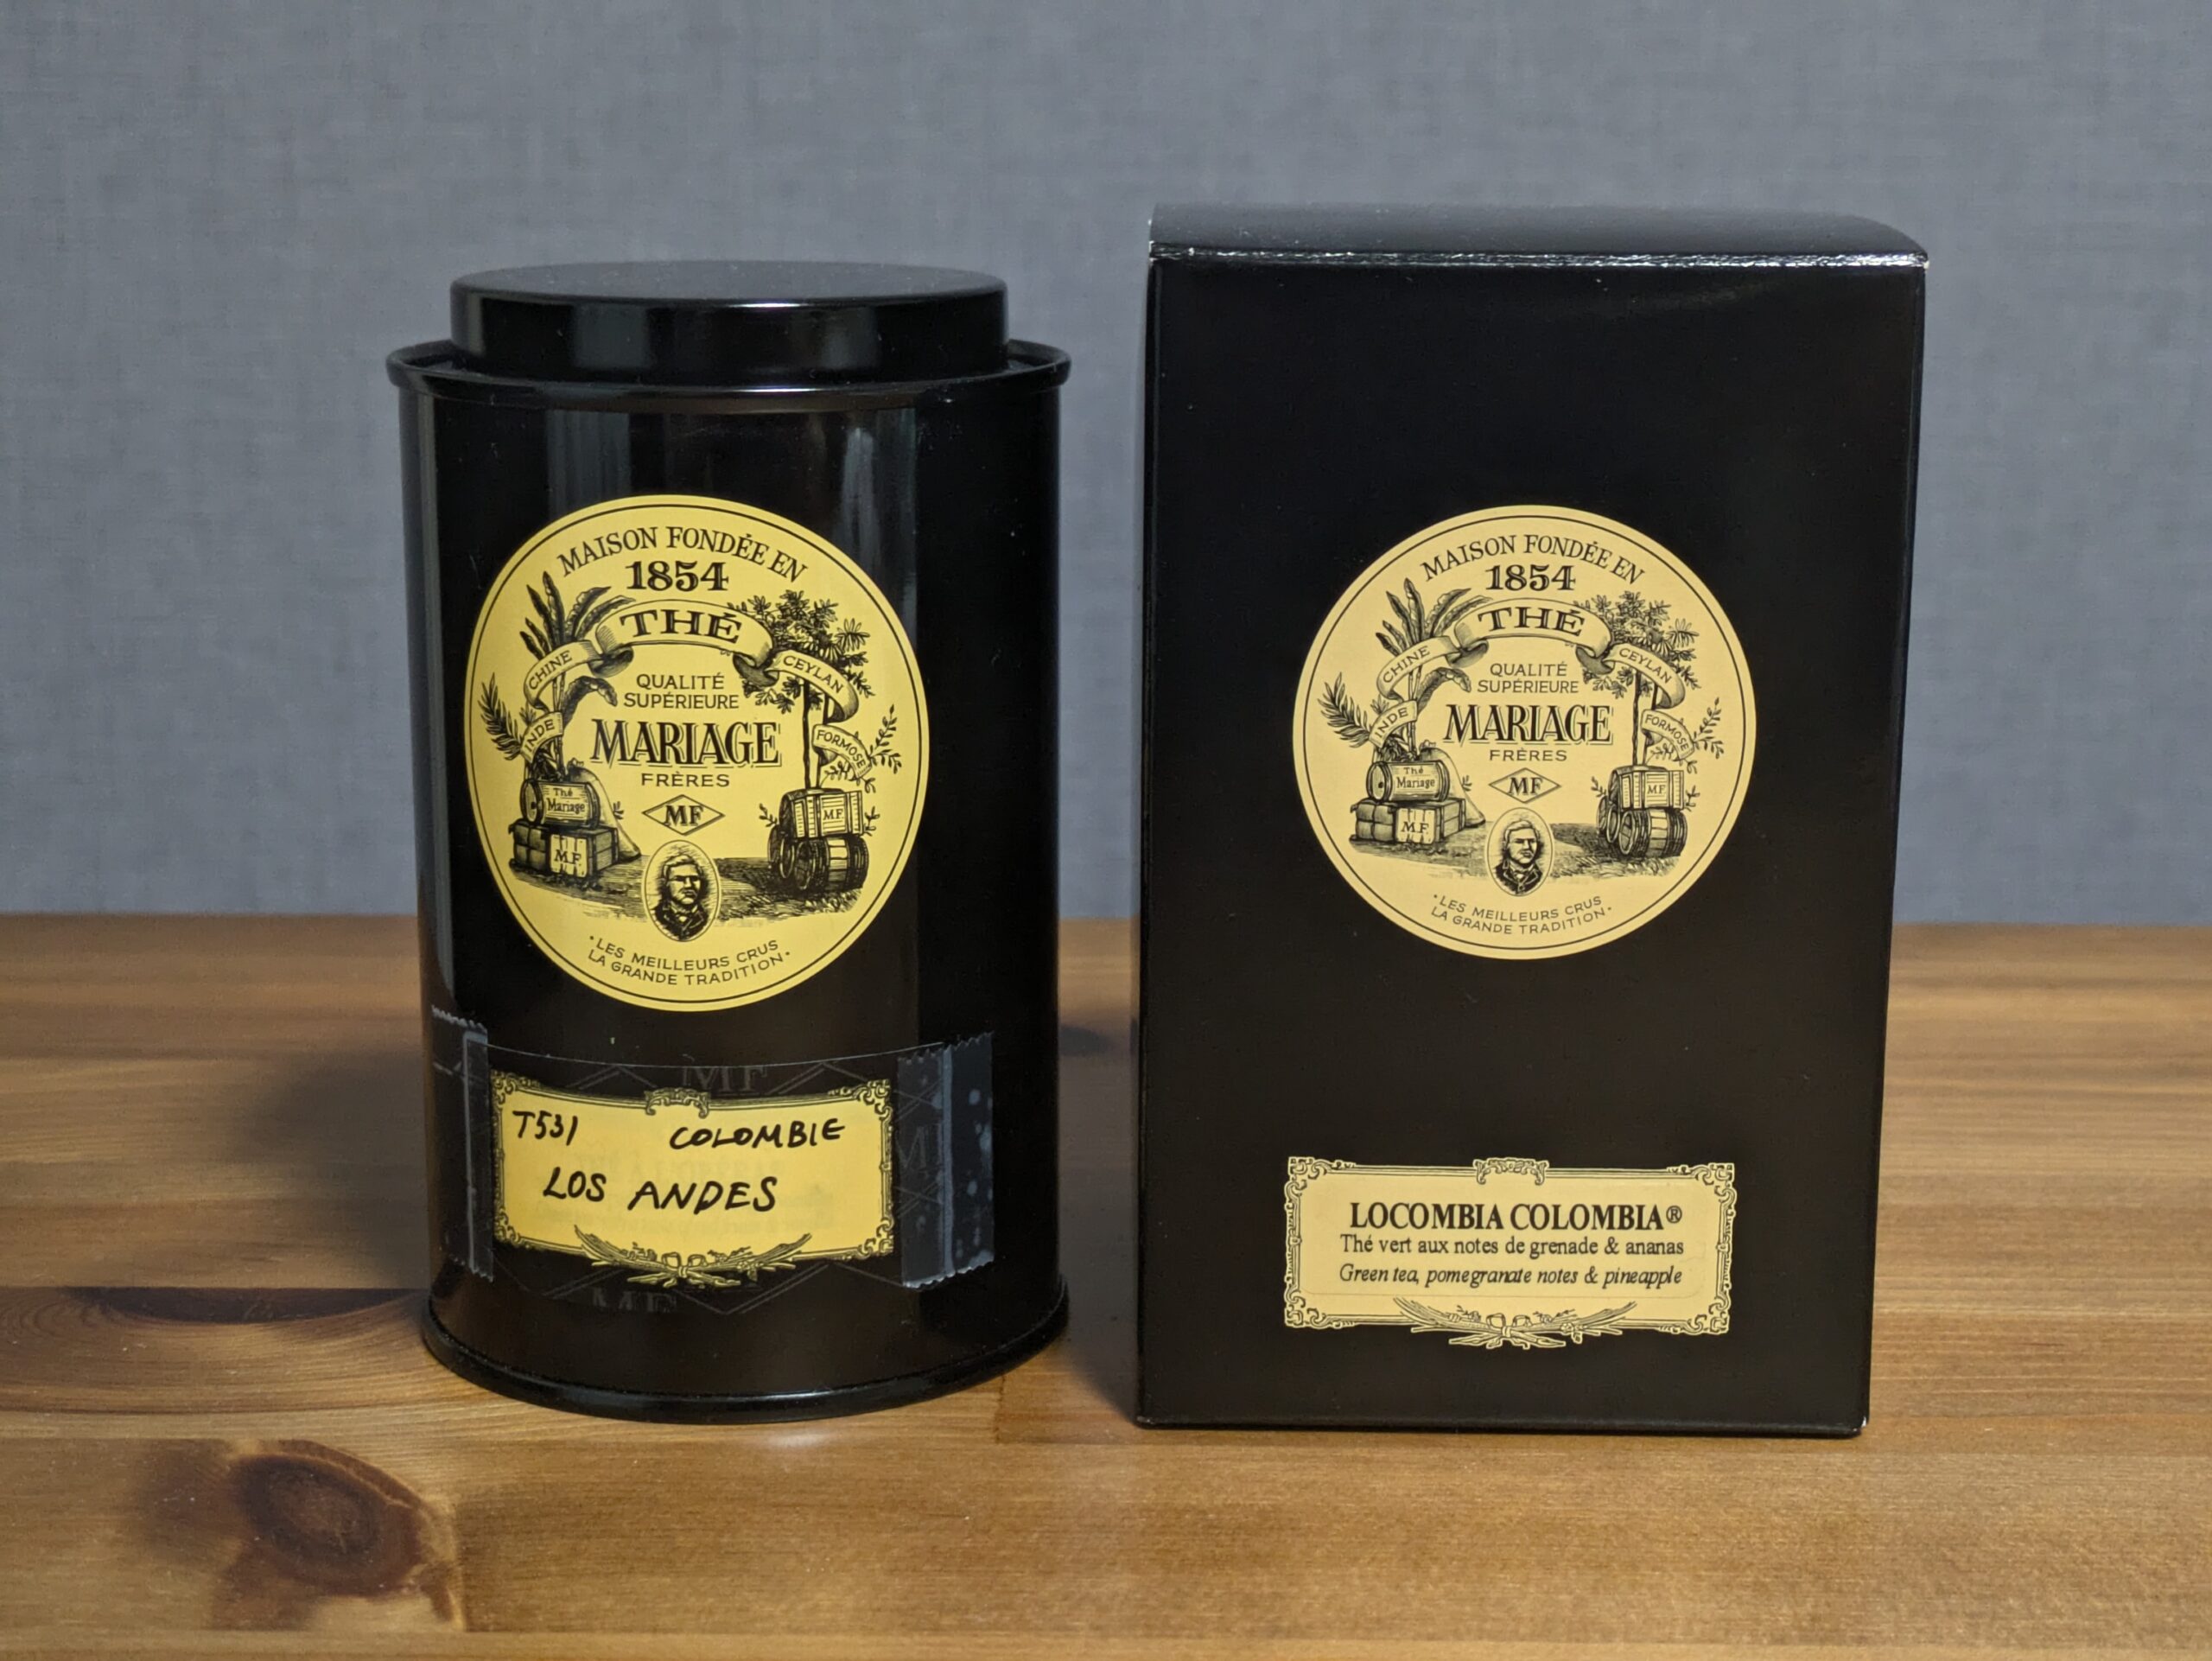 MAISON FONDÉE EN
1854
THÉ
CHINE
CEYLAN
INDE
FORMOSE
QUALITÉ
SUPÉRIEURE
MARIAGE
FRÈRES
MF
Thé
Mariage
M.F.
M.F
•LES MEILLEURS CRUS
LA GRANDE TRADITION•
MF
T531 COLOMBIE
LOS ANDES
MF
MAISON FONDÉE EN
1854
THÉ
CHINE
CEYLAN
INDE
FORMOSE
QUALITÉ
SUPÉRIEURE
MARIAGE
FRÈRES
MF
Thé
Mariage
M.F.
M.F
•LES MEILLEURS CRUS
LA GRANDE TRADITION•
LOCOMBIA COLOMBIA®
Thé vert aux notes de grenade & ananas
Green tea, pomegranate notes & pineapple